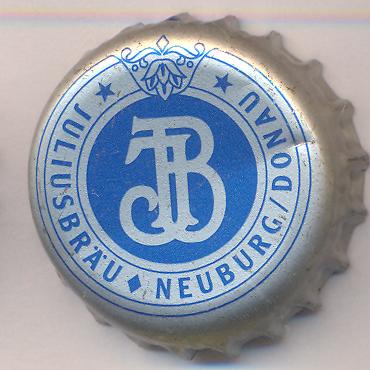 ★ JULIUSBRÄU ♦ NEUBURG/DONAU ★
JB